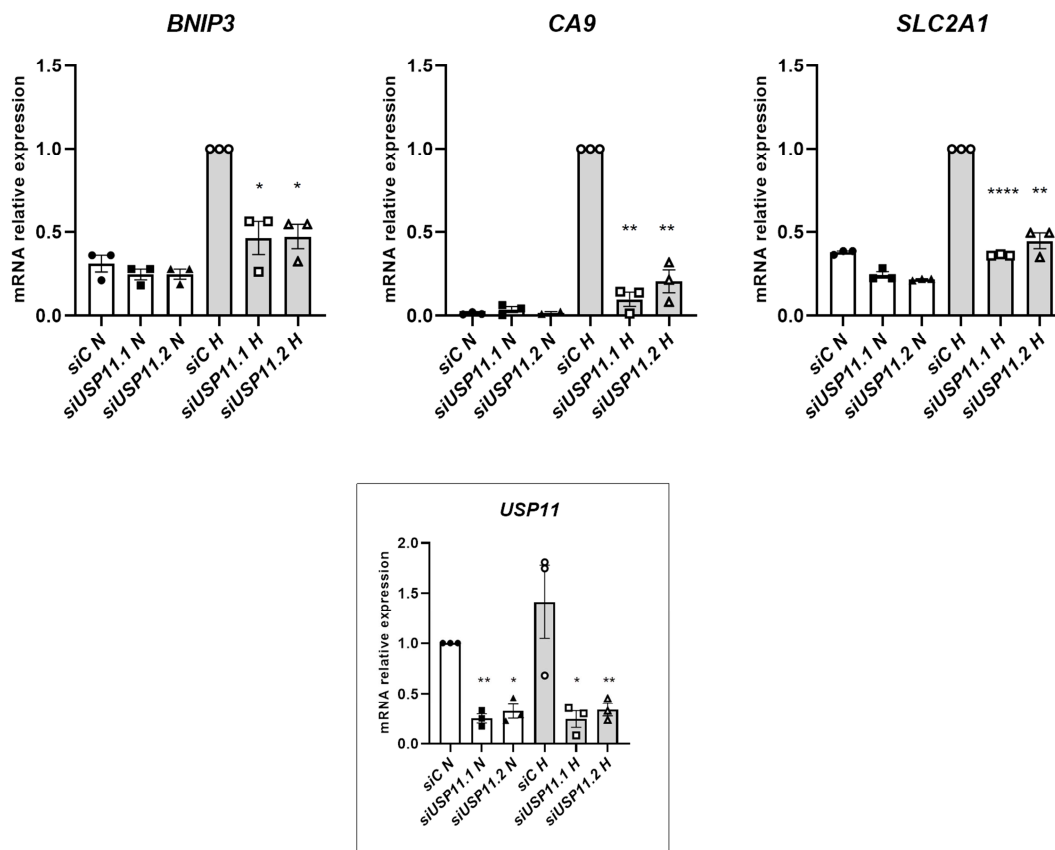 BNIP3
mRNA relative expression
1.5
1.0
0.5
0.0
* *
siC N
siUSP11.1 N
siUSP11.2 N
siC H
siUSP11.1 H
siUSP11.2 H
CA9
mRNA relative expression
1.5
1.0
0.5
0.0
** **
siC N
siUSP11.1 N
siUSP11.2 N
siC H
siUSP11.1 H
siUSP11.2 H
SLC2A1
mRNA relative expression
1.5
1.0
0.5
0.0
**** **
siC N
siUSP11.1 N
siUSP11.2 N
siC H
siUSP11.1 H
siUSP11.2 H
USP11
mRNA relative expression
2.0
1.5
1.0
0.5
0.0
** * * **
siC N
siUSP11.1 N
siUSP11.2 N
siC H
siUSP11.1 H
siUSP11.2 H